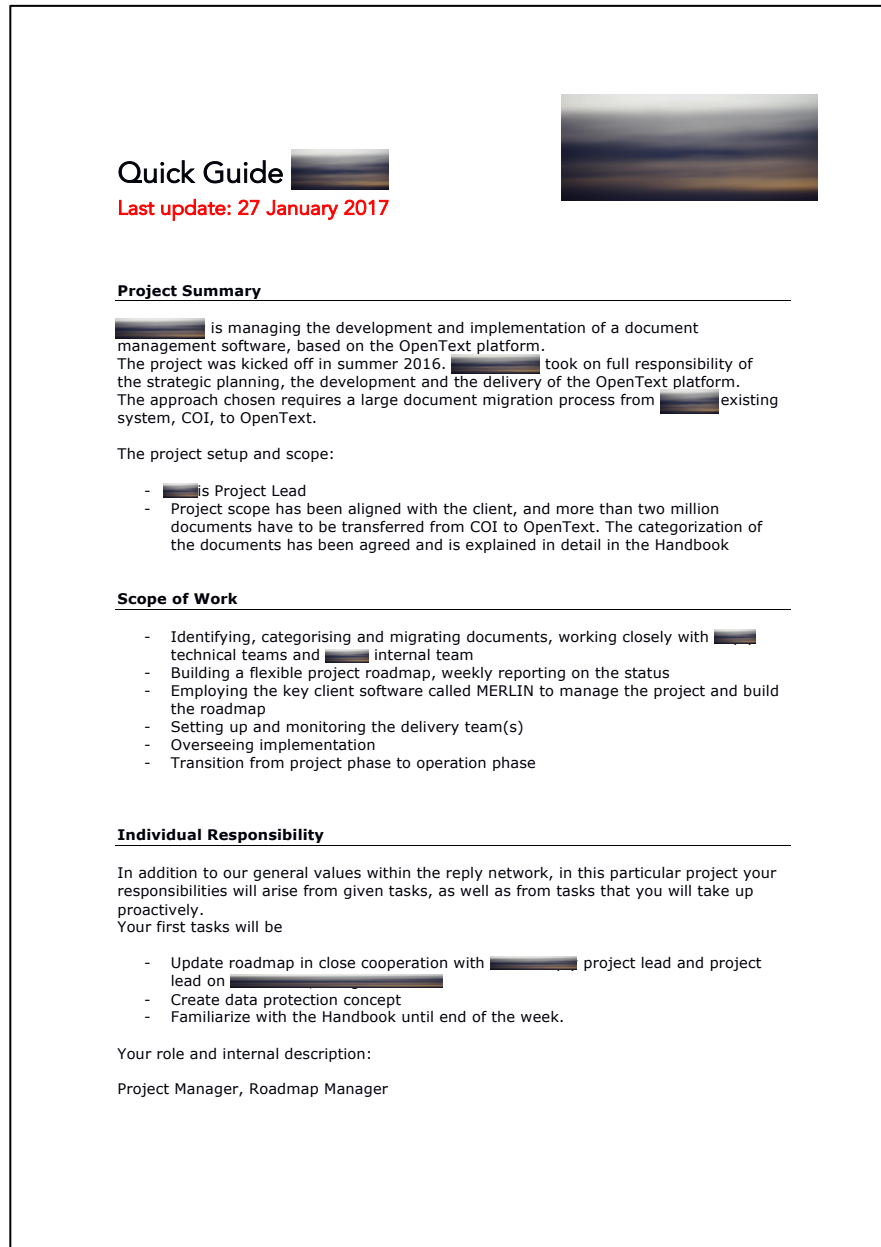 Quick Guide
Last update: 27 January 2017
Project Summary
is managing the development and implementation of a document
management software, based on the OpenText platform.
The project was kicked off in summer 2016. took on full responsibility of
the strategic planning, the development and the delivery of the OpenText platform.
The approach chosen requires a large document migration process from existing
system, COI, to OpenText.
The project setup and scope:
- is Project Lead
- Project scope has been aligned with the client, and more than two million
documents have to be transferred from COI to OpenText. The categorization of
the documents has been agreed and is explained in detail in the Handbook
Scope of Work
- Identifying, categorising and migrating documents, working closely with
technical teams and internal team
- Building a flexible project roadmap, weekly reporting on the status
- Employing the key client software called MERLIN to manage the project and build
the roadmap
- Setting up and monitoring the delivery team(s)
- Overseeing implementation
- Transition from project phase to operation phase
Individual Responsibility
In addition to our general values within the reply network, in this particular project your
responsibilities will arise from given tasks, as well as from tasks that you will take up
proactively.
Your first tasks will be
- Update roadmap in close cooperation with project lead and project
lead on
- Create data protection concept
- Familiarize with the Handbook until end of the week.
Your role and internal description:
Project Manager, Roadmap Manager